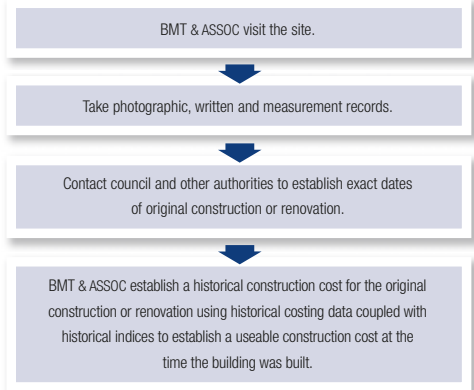 BMT & ASSOC visit the site.
Take photographic, written and measurement records.
Contact council and other authorities to establish exact dates
of original construction or renovation.
BMT & ASSOC establish a historical construction cost for the original
construction or renovation using historical costing data coupled with
historical indices to establish a useable construction cost at the
time the building was built.